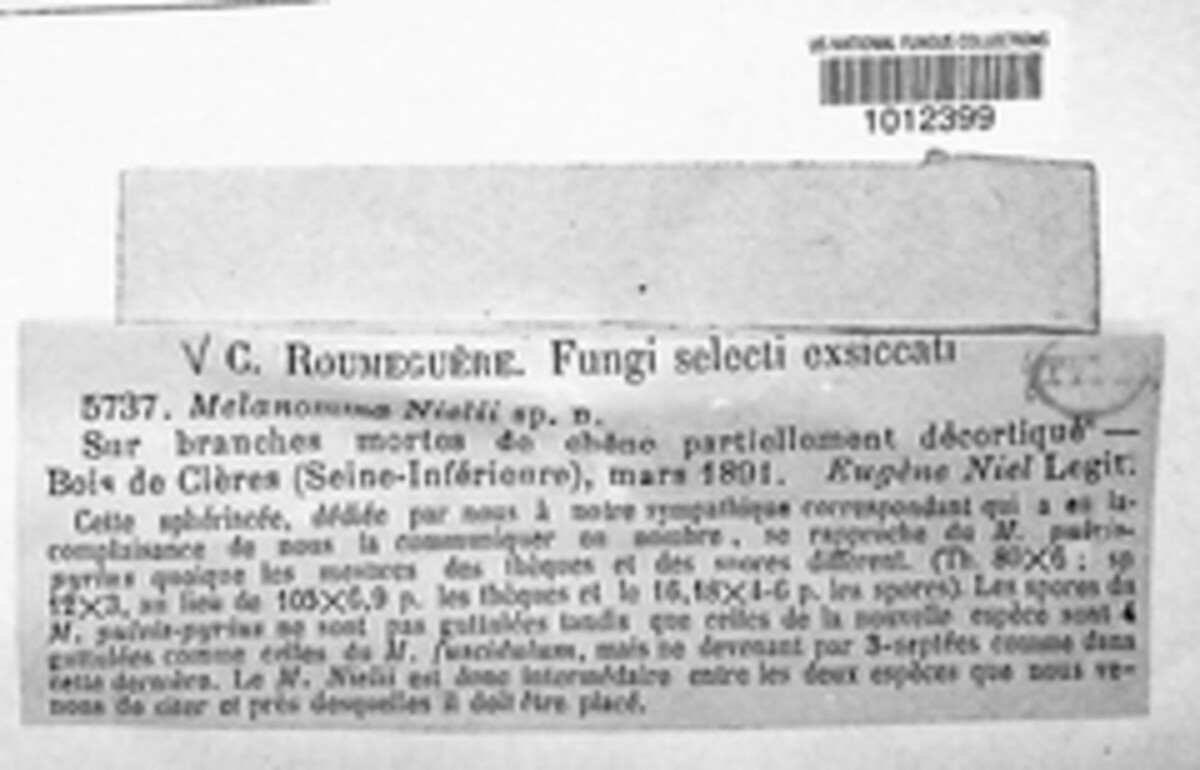 US NATIONAL FUNGUS COLLECTIONS
1012399
V C. ROUMEGUÈRE. Fungi selecti exsiccati
5737. Melanomma Nielii sp. n.
Sur branches mortes de chêne partiellement décortiqué —
Bois de Clères (Seine-Inférieure), mars 1891. Eugène Niel Legit.
Cette sphériacée, dédiée par nous à notre sympathique correspondant qui a eu la
complaisance de nous la communiquer en nombre, se rapproche du M. pulvis-
pyrius quoique les mesures des thèques et des spores diffèrent. (Th. 80×6 : sp
12×3, au lieu de 105×6,9 p. les thèques et le 16,18×4-6 p. les spores). Les spores du
M. pulvis-pyrius ne sont pas guttulées tandis que celles de la nouvelle espèce sont 4
guttulées comme celles du M. fuscidulum, mais ne devenant par 3-septées comme dans
cette dernière. Le M. Nielii est donc intermédaire entre les deux espèces que nous ve-
nons de citer et près desquelles il doit être placé.